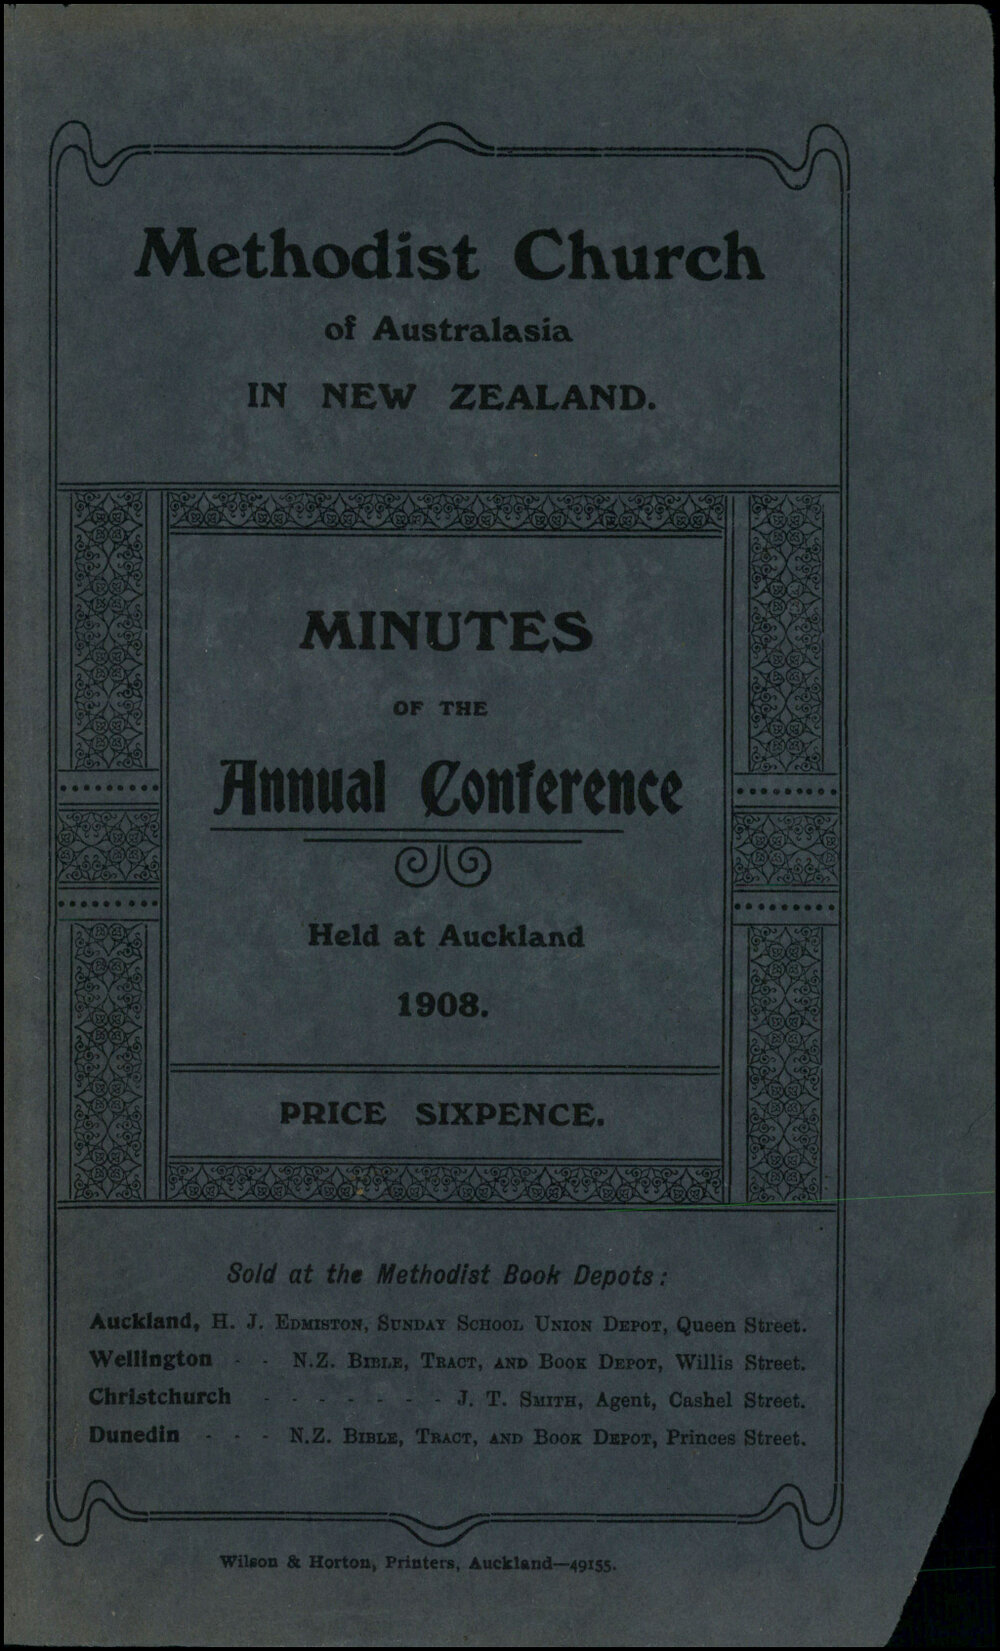 Methodist Church
of Australasia
IN NEW ZEALAND.
MINUTES
OF THE
Annual Conference
Held at Auckland
1908.
PRICE SIXPENCE.
Sold at the Methodist Book Depots:
Auckland, H. J. EDMISTON, SUNDAY SCHOOL UNION DEPOT, Queen Street.
Wellington - - N.Z. BIBLE, TRACT, AND BOOK DEPOT, Willis Street.
Christchurch - - - - - - - J. T. SMITH, Agent, Cashel Street.
Dunedin - - - N.Z. BIBLE, TRACT, AND BOOK DEPOT, Princes Street.
Wilson & Horton, Printers, Auckland—49155.